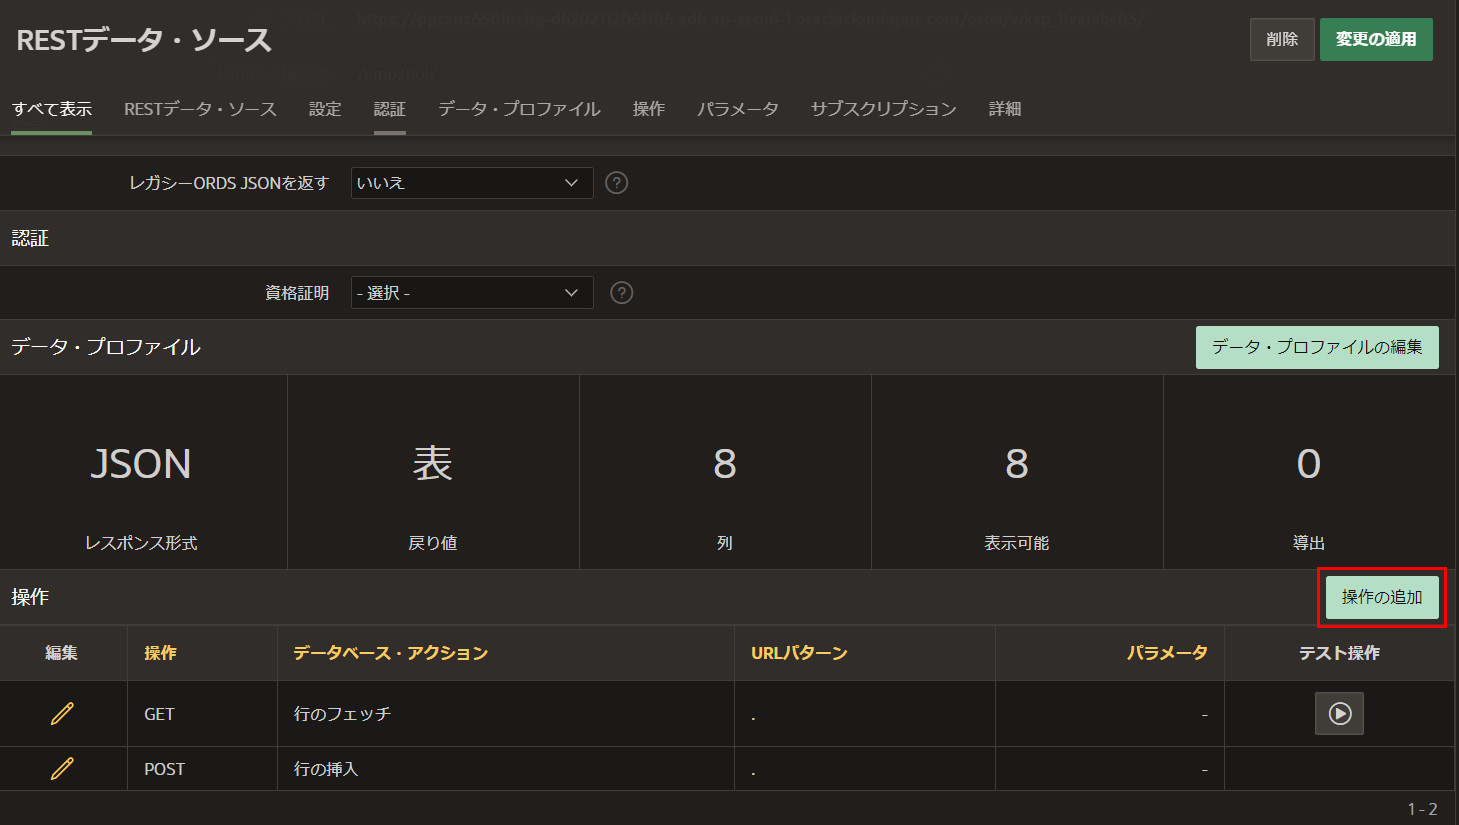 RESTデータ・ソース
削除
変更の適用
/emp/hol/
すべて表示 RESTデータ・ソース 設定 認証 データ・プロファイル 操作 パラメータ サブスクリプション 詳細
レガシーORDS JSONを返す いいえ ?
認証
資格証明 - 選択 - ?
データ・プロファイル データ・プロファイルの編集
JSON 表 8 8 0
レスポンス形式 戻り値 列 表示可能 導出
操作 操作の追加
編集 操作 データベース・アクション URLパターン パラメータ テスト操作
GET 行のフェッチ . -
POST 行の挿入 . -
1 - 2